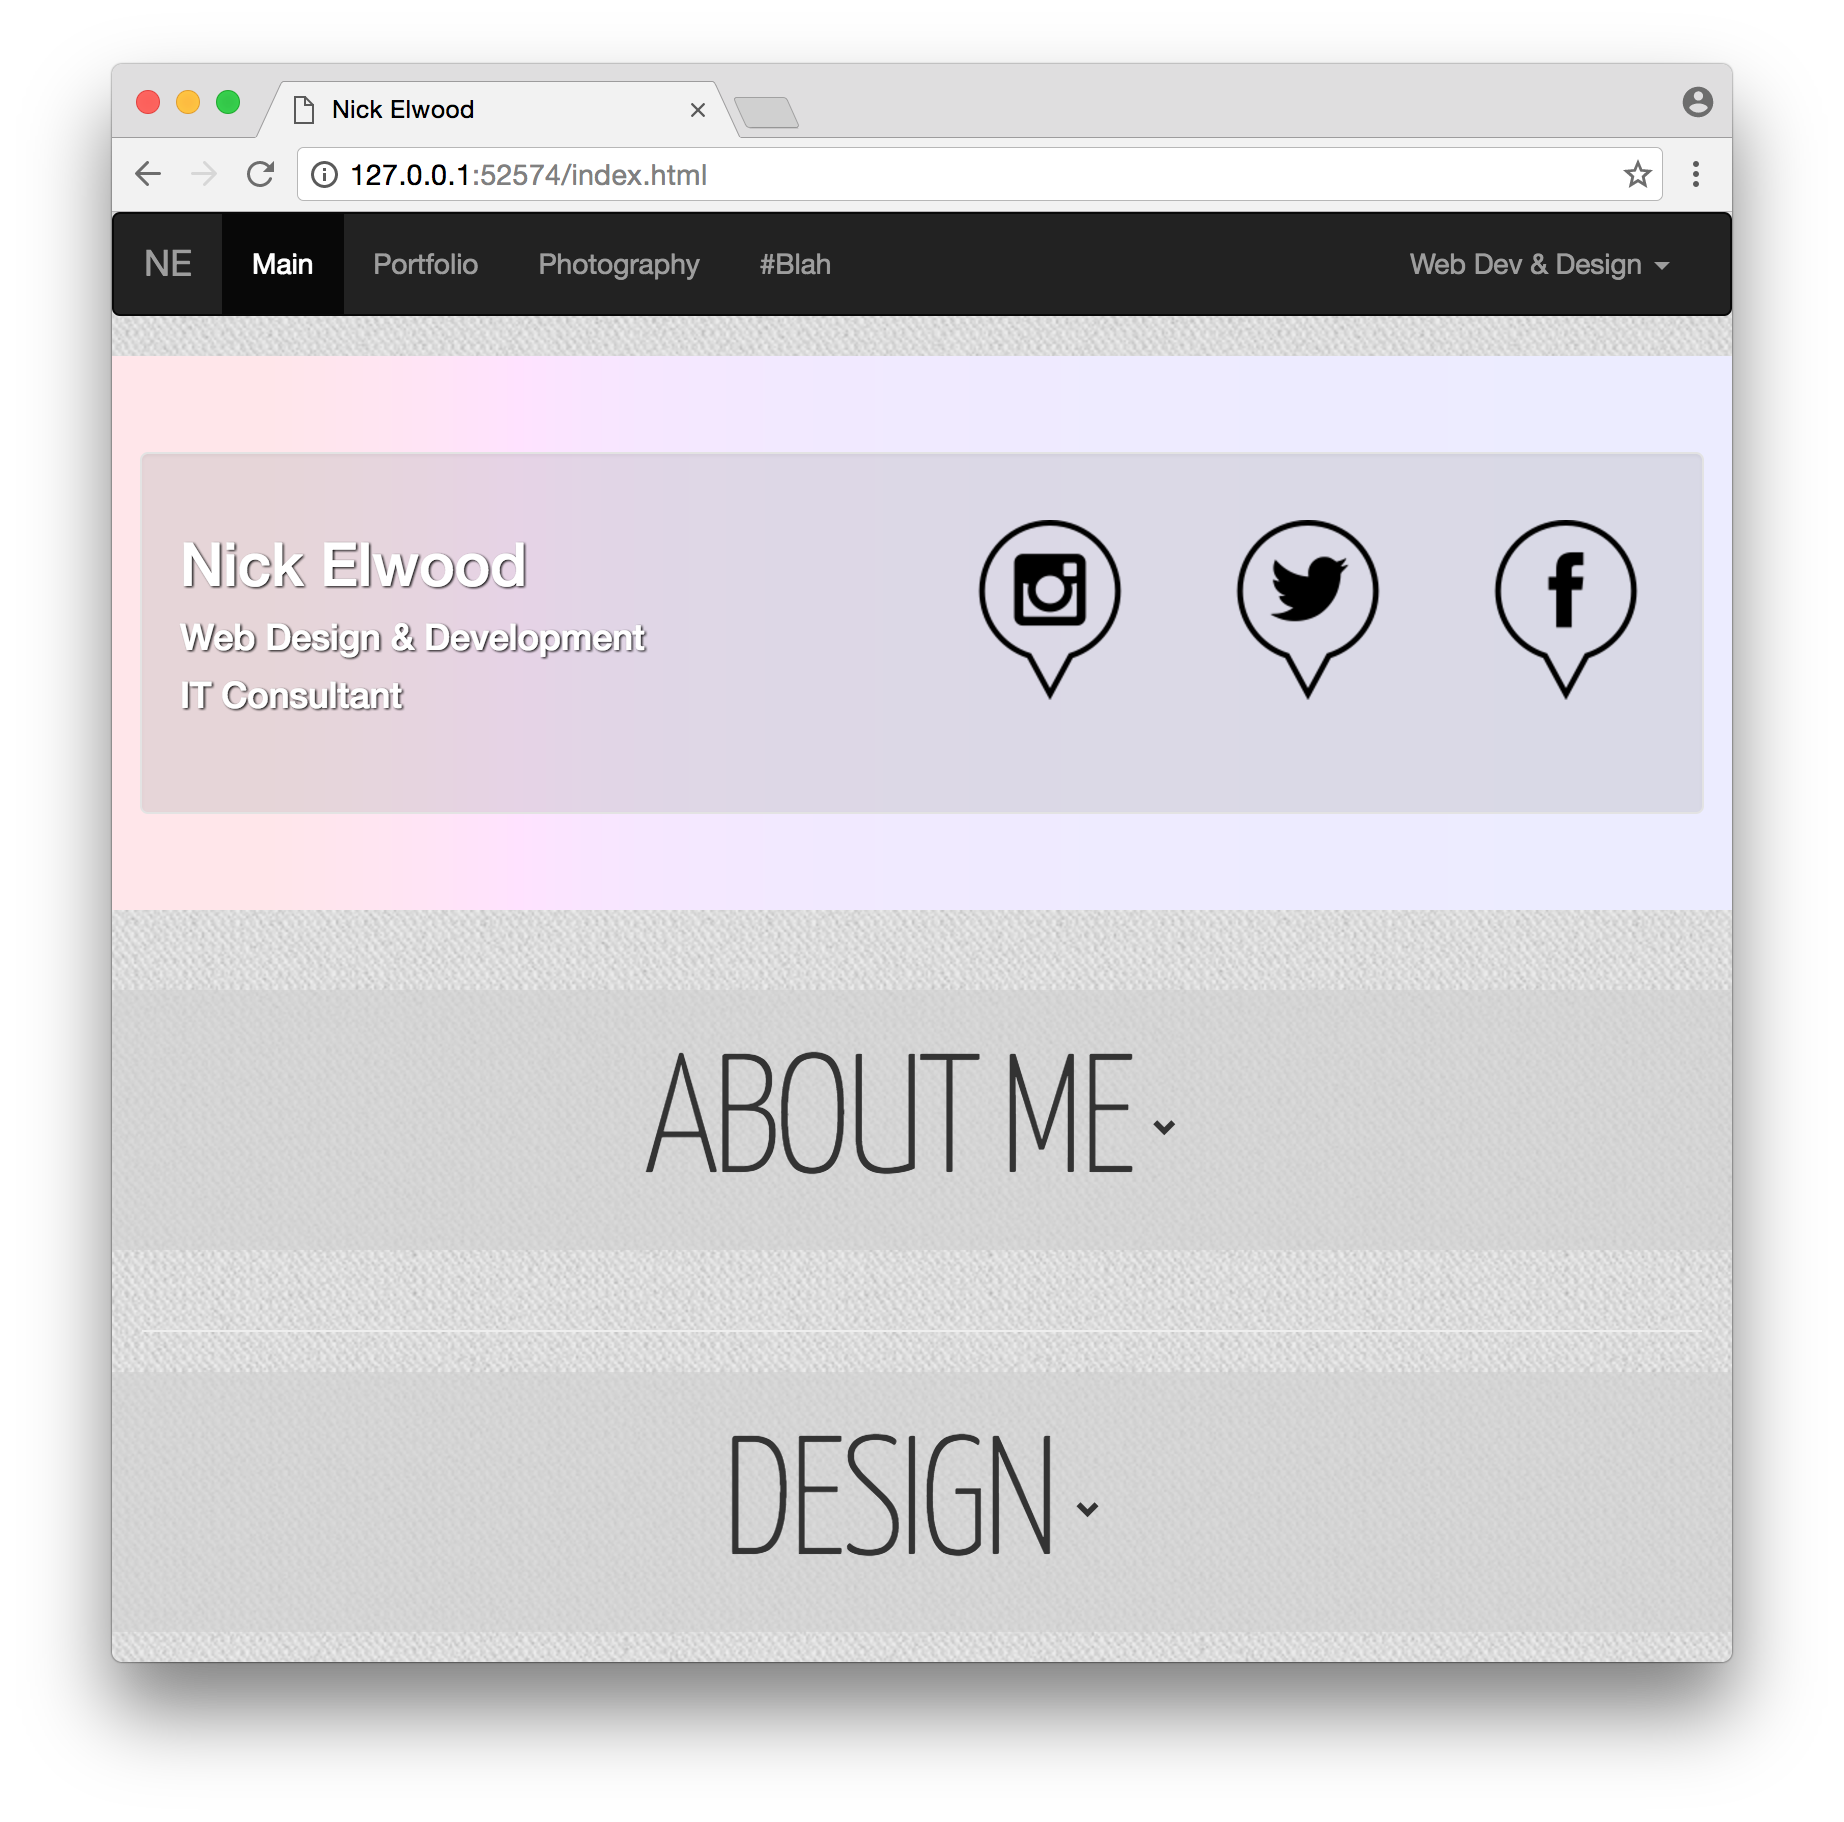 Nick Elwood
127.0.0.1:52574/index.html
NE Main Portfolio Photography #Blah Web Dev & Design
Nick Elwood
Web Design & Development
IT Consultant
ABOUT ME
DESIGN